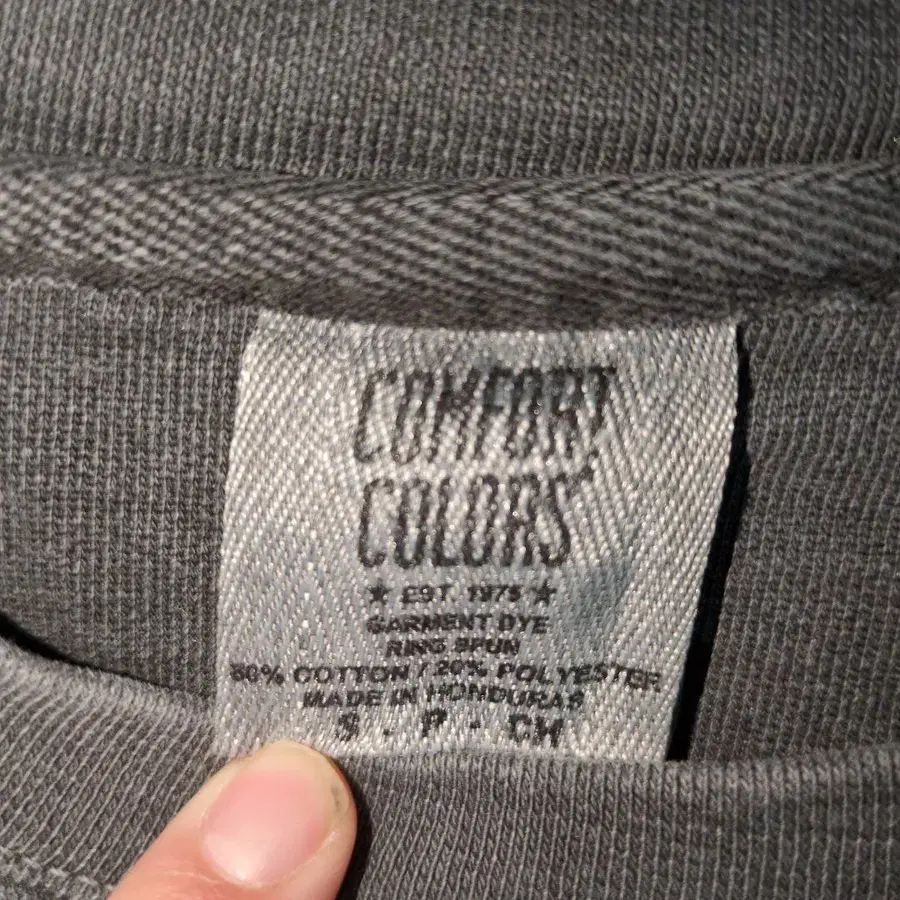 COMFORT
COLORS
★ EST. 1975 ★
GARMENT DYE
RING SPUN
80% COTTON / 20% POLYESTER
MADE IN HONDURAS
S - P - CH